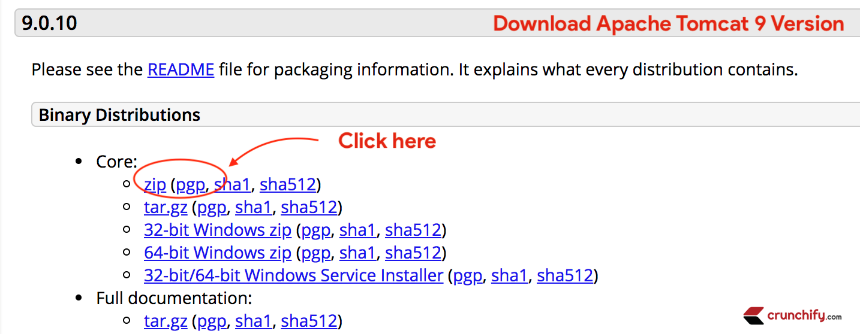 9.0.10
Download Apache Tomcat 9 Version
Please see the README file for packaging information. It explains what every distribution contains.
Binary Distributions
Click here
• Core:
○ zip (pgp, sha1, sha512)
○ tar.gz (pgp, sha1, sha512)
○ 32-bit Windows zip (pgp, sha1, sha512)
○ 64-bit Windows zip (pgp, sha1, sha512)
○ 32-bit/64-bit Windows Service Installer (pgp, sha1, sha512)
• Full documentation:
○ tar.gz (pgp, sha1, sha512)
crunchify.com